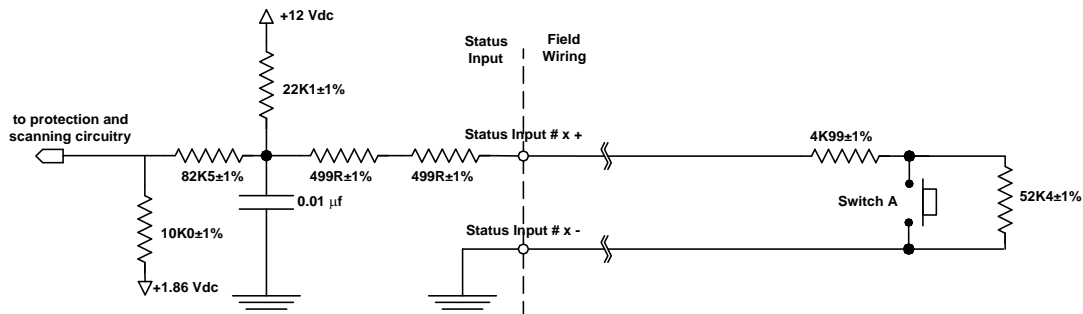 +12 Vdc
Status
Input
Field
Wiring
22K1±1%
to protection and
scanning circuitry
Status Input # x +
4K99±1%
82K5±1%
499R±1%
499R±1%
0.01 μf
Switch A
52K4±1%
10K0±1%
Status Input # x -
+1.86 Vdc